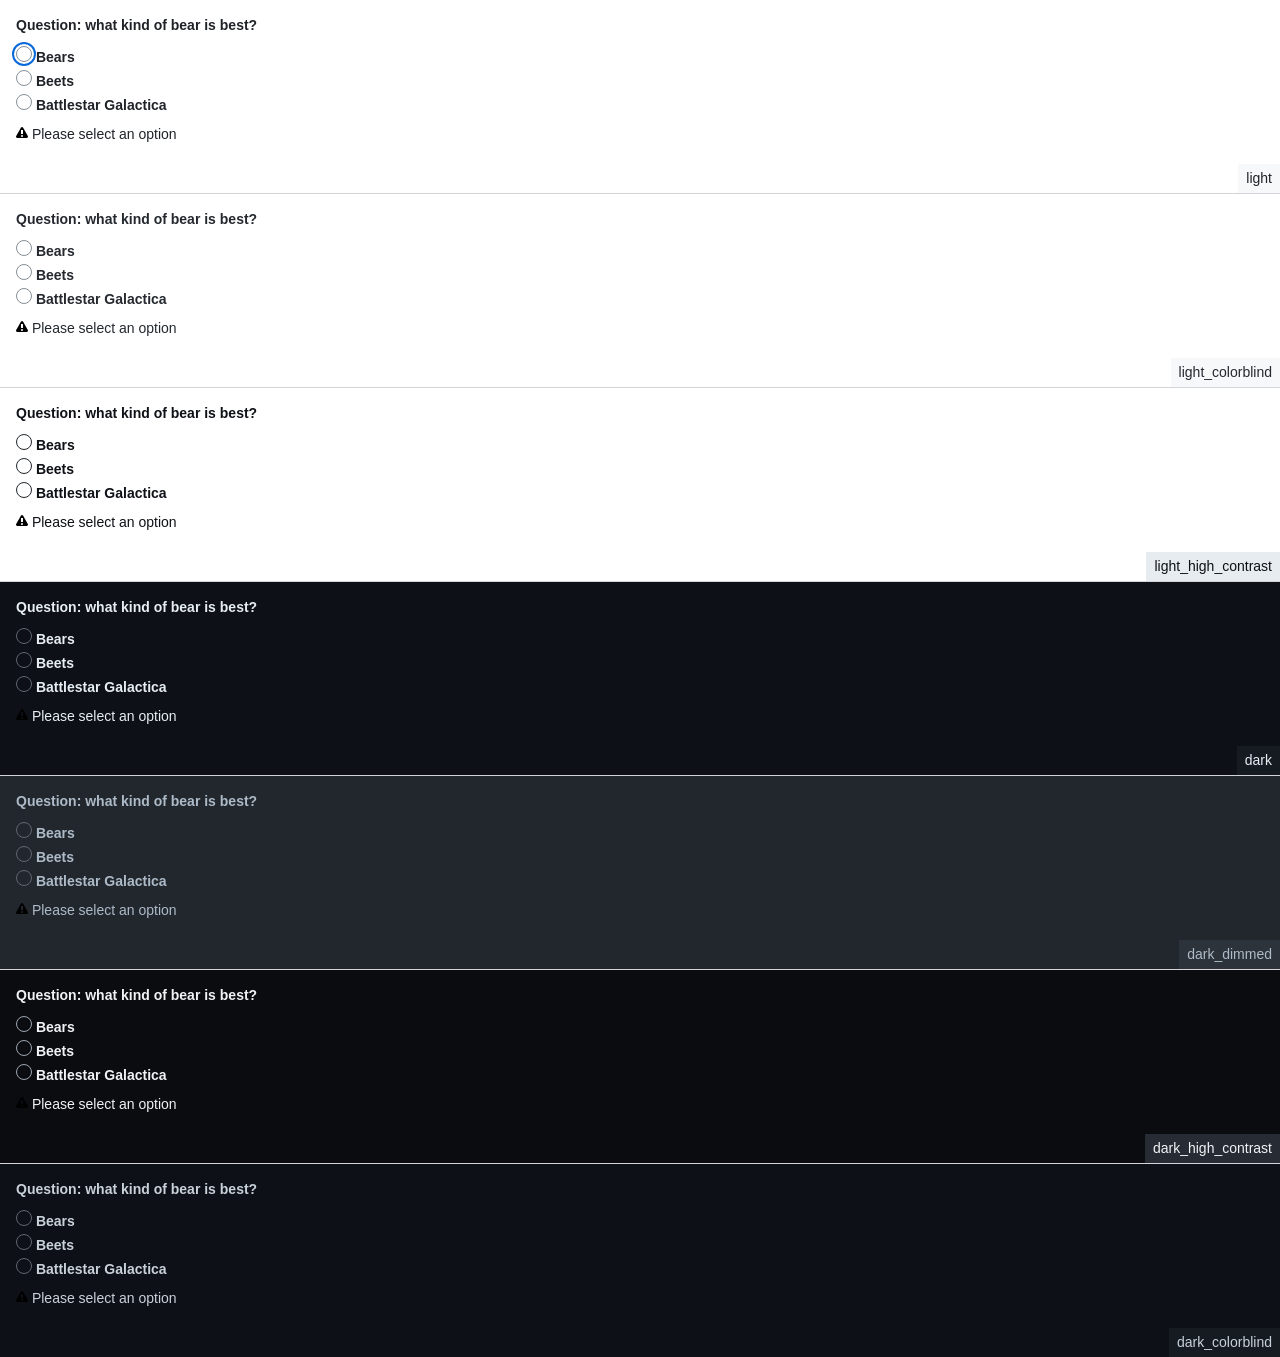 Question: what kind of bear is best?
Bears
Beets
Battlestar Galactica
Please select an option
light
Question: what kind of bear is best?
Bears
Beets
Battlestar Galactica
Please select an option
light_colorblind
Question: what kind of bear is best?
Bears
Beets
Battlestar Galactica
Please select an option
light_high_contrast
Question: what kind of bear is best?
Bears
Beets
Battlestar Galactica
Please select an option
dark
Question: what kind of bear is best?
Bears
Beets
Battlestar Galactica
Please select an option
dark_dimmed
Question: what kind of bear is best?
Bears
Beets
Battlestar Galactica
Please select an option
dark_high_contrast
Question: what kind of bear is best?
Bears
Beets
Battlestar Galactica
Please select an option
dark_colorblind